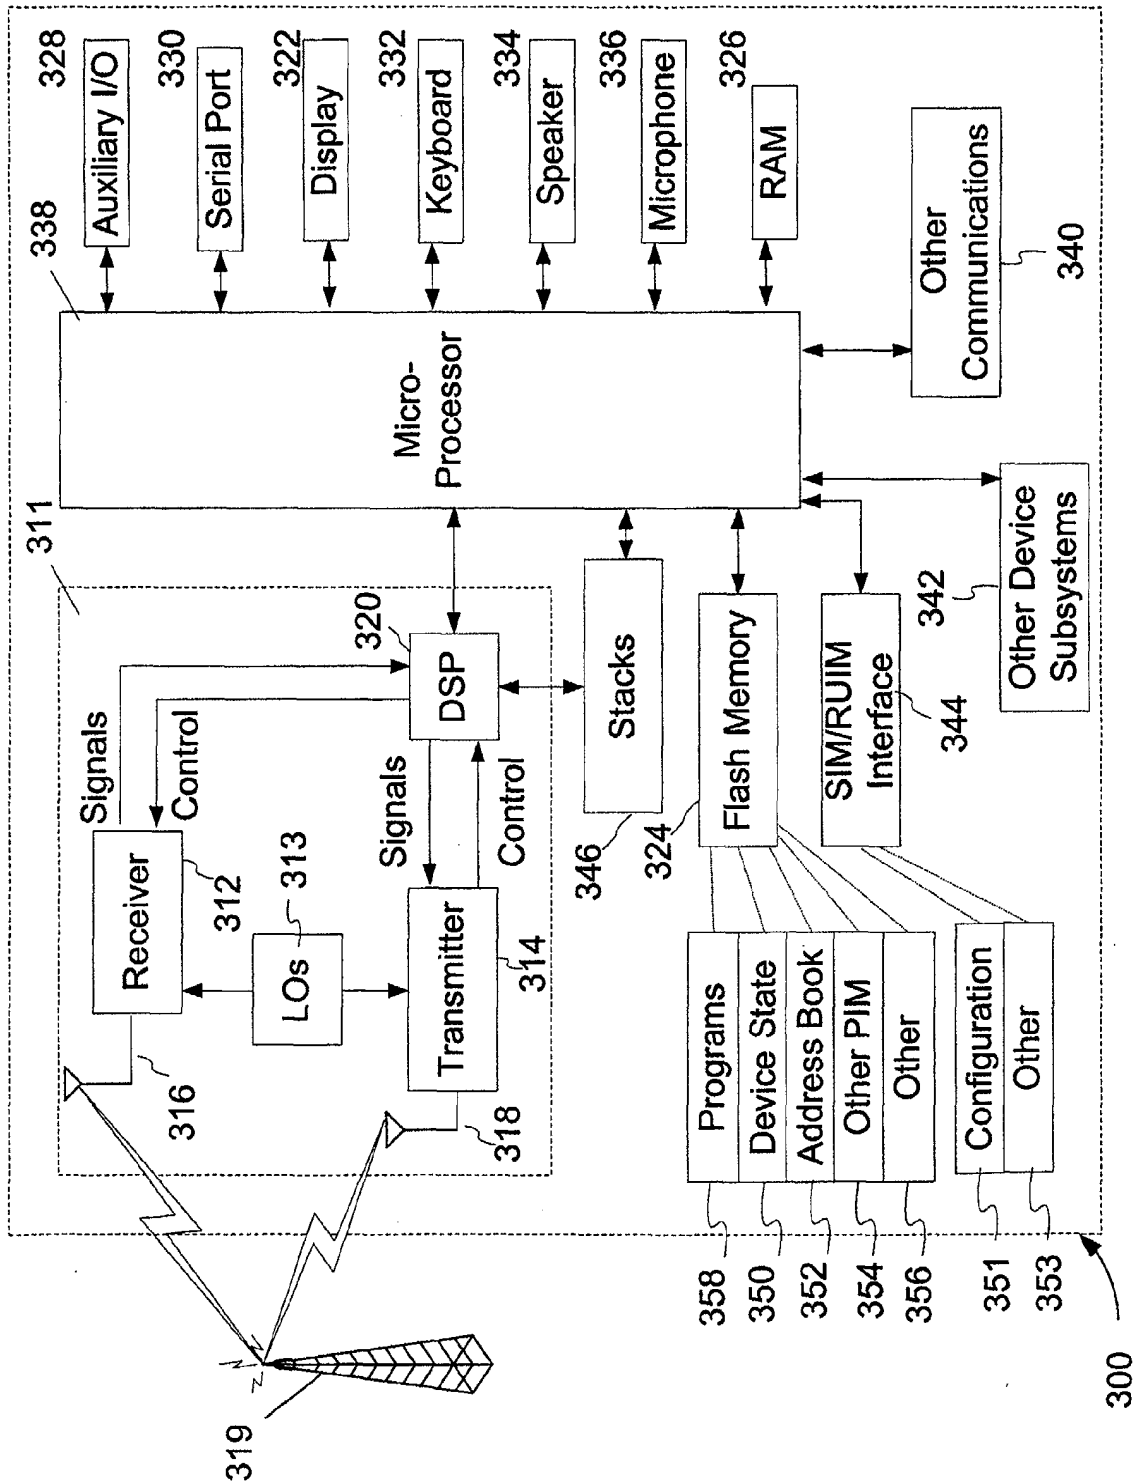 319
316
318
Receiver
312
Signals
Control
LOs
313
Transmitter
314
Signals
Control
DSP
320
311
338
Micro-
Processor
328
Auxiliary I/O
330
Serial Port
322
Display
332
Keyboard
334
Speaker
336
Microphone
326
RAM
Stacks
346
324
Flash Memory
SIM/RUIM
Interface
344
342
Other Device
Subsystems
Other
Communications
340
358
Programs
350
Device State
352
Address Book
354
Other PIM
356
Other
351
Configuration
353
Other
300